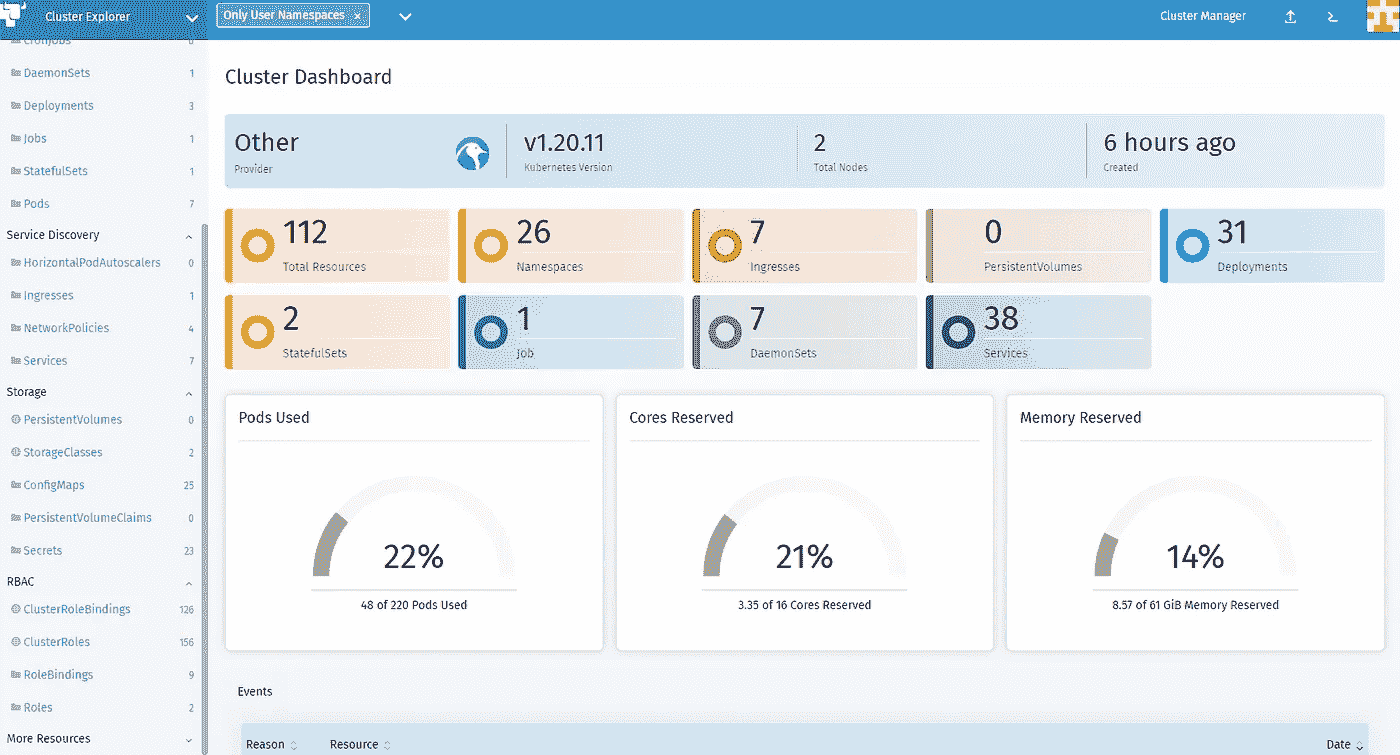 Cluster Explorer
Only User Namespaces ×
Cluster Manager
CronJobs 0
DaemonSets 1
Deployments 3
Jobs 1
StatefulSets 1
Pods 7
Service Discovery
HorizontalPodAutoscalers 0
Ingresses 1
NetworkPolicies 4
Services 7
Storage
PersistentVolumes 0
StorageClasses 2
ConfigMaps 25
PersistentVolumeClaims 0
Secrets 23
RBAC
ClusterRoleBindings 126
ClusterRoles 156
RoleBindings 9
Roles 2
More Resources
Cluster Dashboard
Other
Provider
v1.20.11
Kubernetes Version
2
Total Nodes
6 hours ago
Created
112
Total Resources
26
Namespaces
7
Ingresses
0
PersistentVolumes
31
Deployments
2
StatefulSets
1
Job
7
DaemonSets
38
Services
Pods Used
22%
48 of 220 Pods Used
Cores Reserved
21%
3.35 of 16 Cores Reserved
Memory Reserved
14%
8.57 of 61 GiB Memory Reserved
Events
Reason Resource Date